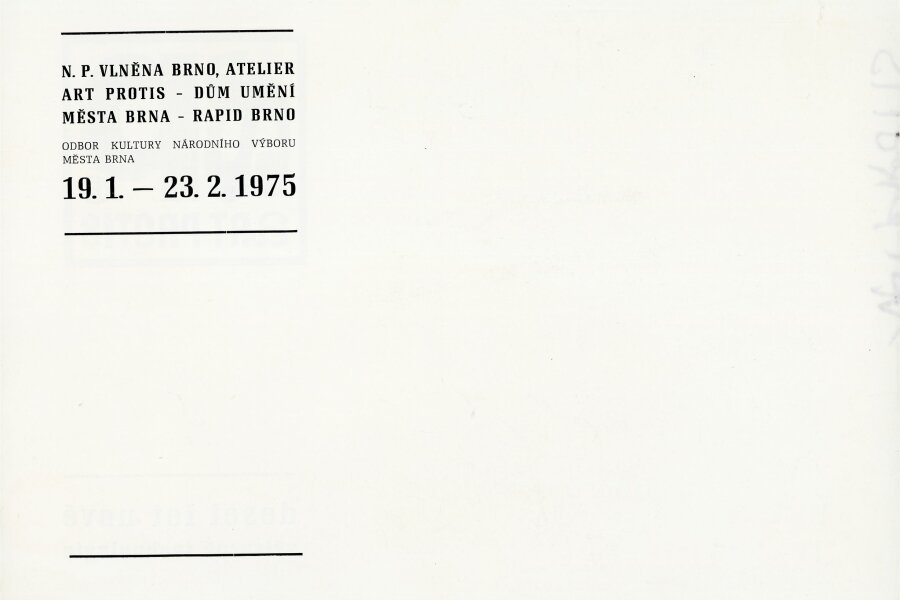 N. P. VLNĚNA BRNO, ATELIER
ART PROTIS – DŮM UMĚNÍ
MĚSTA BRNA – RAPID BRNO
ODBOR KULTURY NÁRODNÍHO VÝBORU
MĚSTA BRNA
19. 1. — 23. 2. 1975